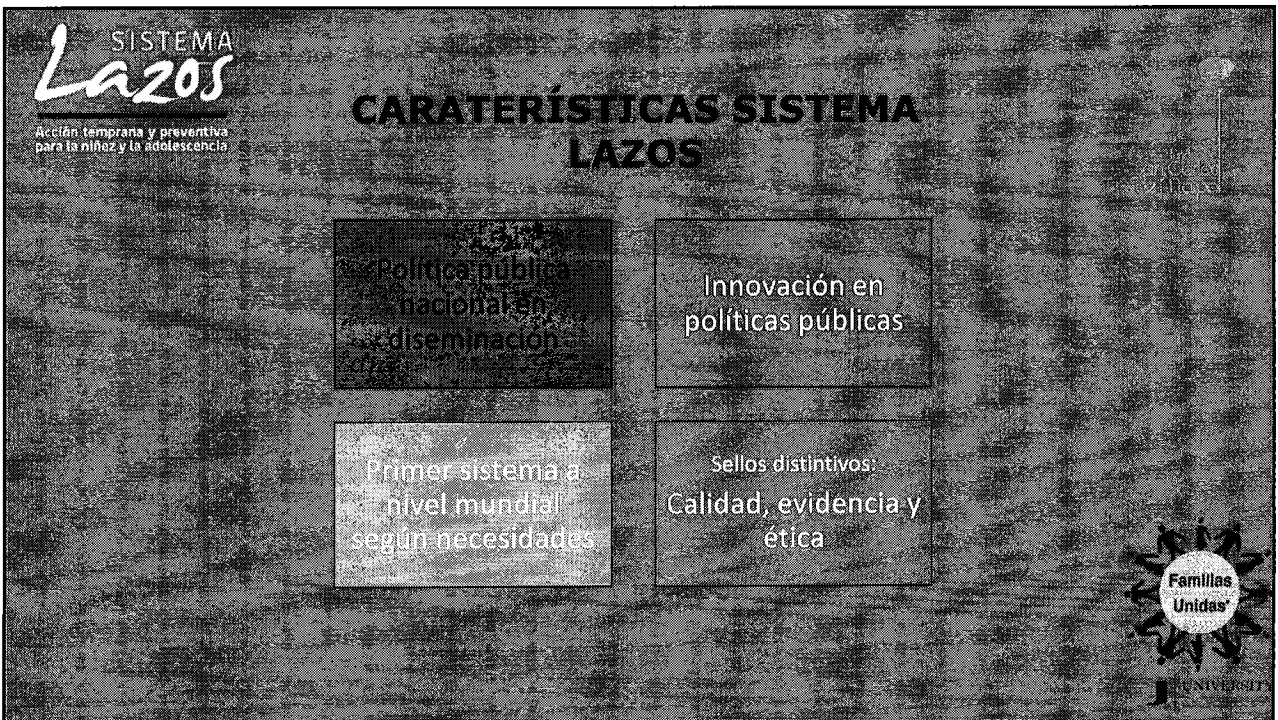 SISTEMA
Lazos
Acción temprana y preventiva
para la niñez y la adolescencia
CARATERÍSTICAS SISTEMA
LAZOS
Política pública
nacional en
diseminación
Innovación en
políticas públicas
Primer sistema a
nivel mundial
según necesidades
Sellos distintivos:
Calidad, evidencia y
ética
Familias
Unidas